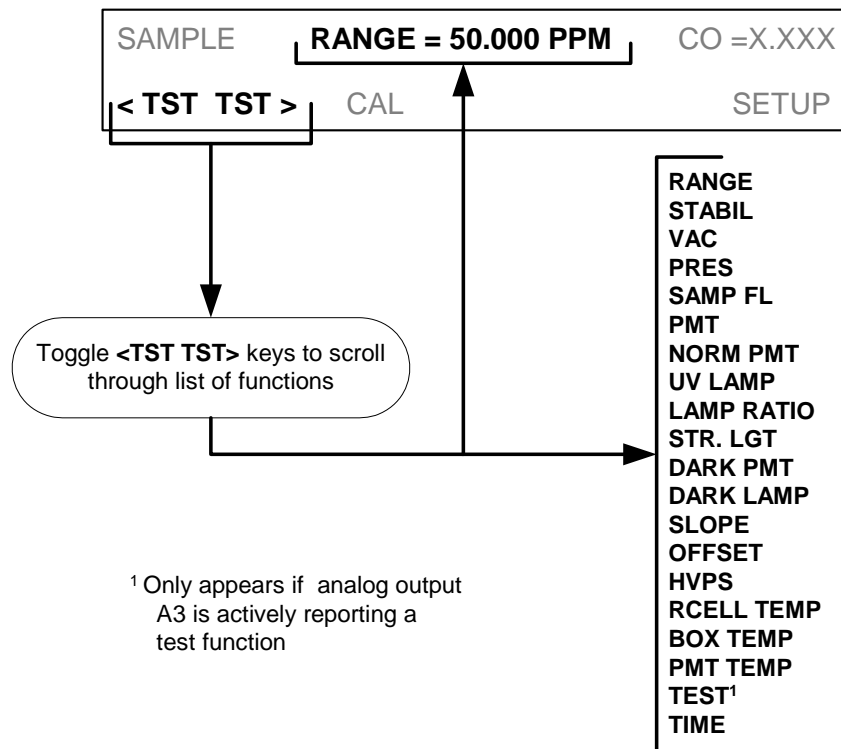 SAMPLE RANGE = 50.000 PPM CO =X.XXX
< TST TST > CAL SETUP
Toggle <TST TST> keys to scroll
through list of functions
RANGE
STABIL
VAC
PRES
SAMP FL
PMT
NORM PMT
UV LAMP
LAMP RATIO
STR. LGT
DARK PMT
DARK LAMP
SLOPE
OFFSET
HVPS
RCELL TEMP
BOX TEMP
PMT TEMP
TEST¹
TIME
¹ Only appears if analog output
A3 is actively reporting a
test function